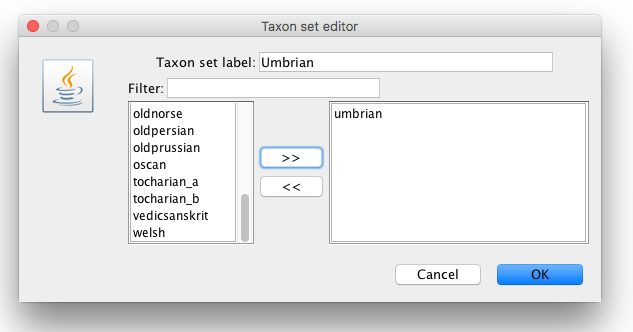 Taxon set editor
Taxon set label: Umbrian
Filter:
oldnorse
oldpersian
oldprussian
oscan
tocharian_a
tocharian_b
vedicsanskrit
welsh
>>
<<
umbrian
Cancel
OK